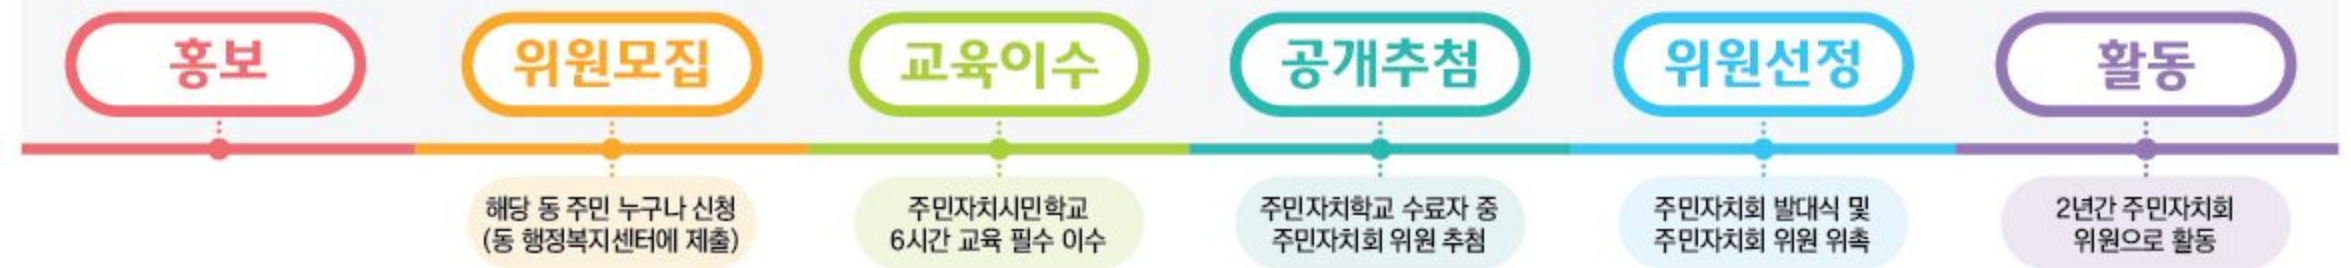 홍보
위원모집
교육이수
공개추첨
위원선정
활동
해당 동 주민 누구나 신청
(동 행정복지센터에 제출)
주민자치시민학교
6시간 교육 필수 이수
주민자치학교 수료자 중
주민자치회 위원 추첨
주민자치회 발대식 및
주민자치회 위원 위촉
2년간 주민자치회
위원으로 활동